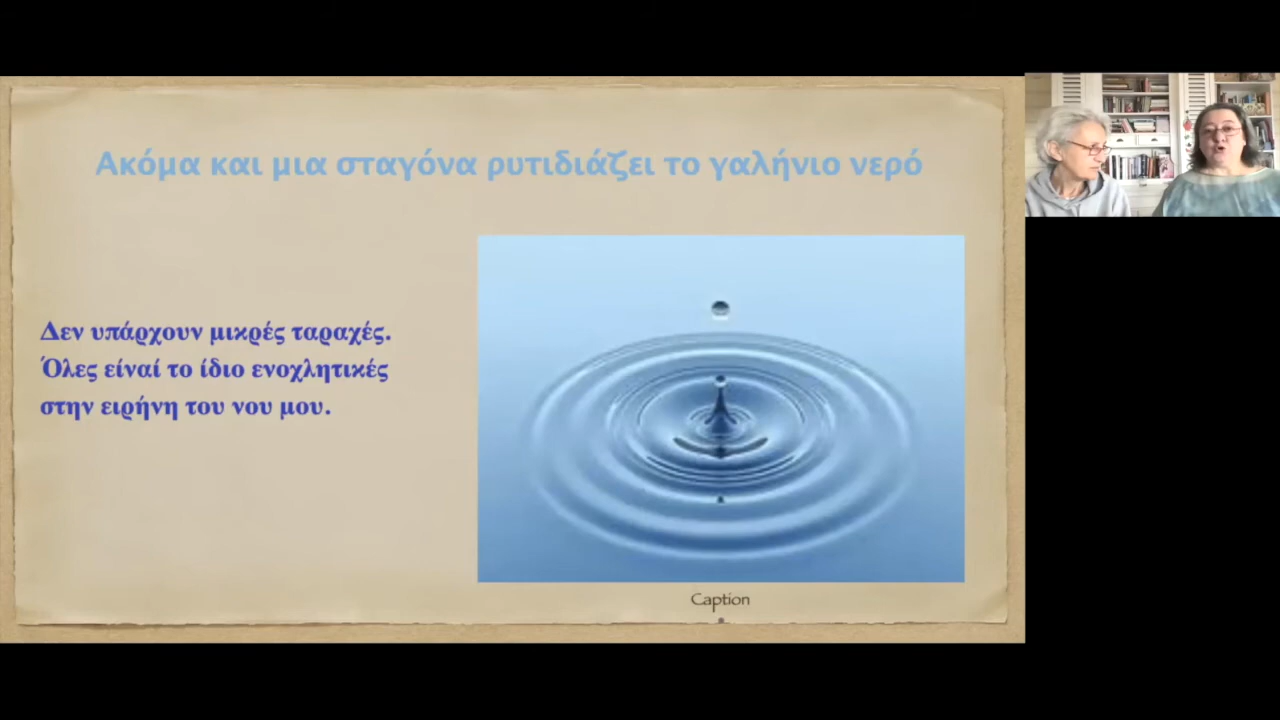 Ακόμα και μια σταγόνα ρυτιδιάζει το γαλήνιο νερό
Δεν υπάρχουν μικρές ταραχές.
Όλες είναί το ίδιο ενοχλητικές
στην ειρήνη του νου μου.
Caption